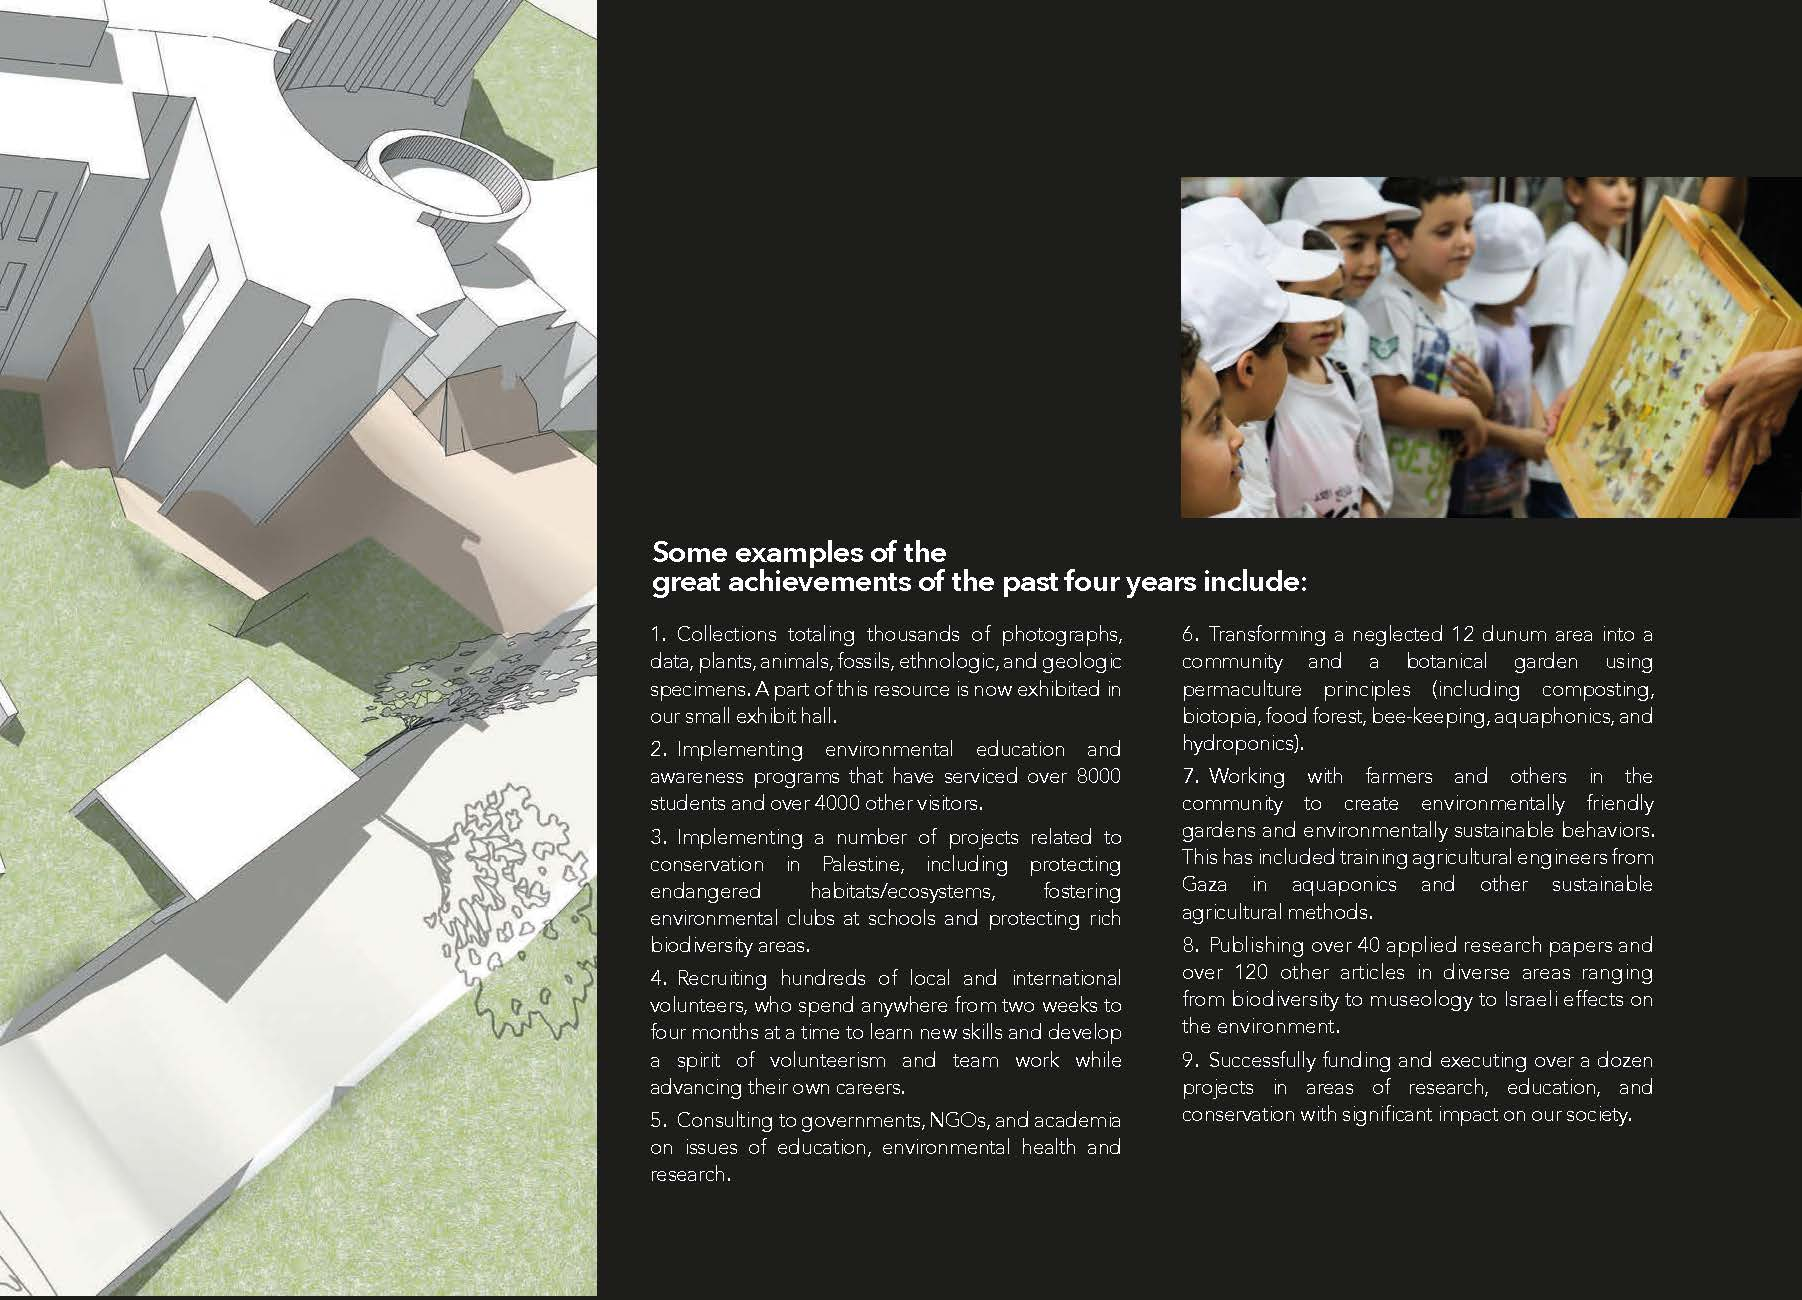 Some examples of the
great achievements of the past four years include:
1. Collections totaling thousands of photographs,
data, plants, animals, fossils, ethnologic, and geologic
specimens. A part of this resource is now exhibited in
our small exhibit hall.
2. Implementing environmental education and
awareness programs that have serviced over 8000
students and over 4000 other visitors.
3. Implementing a number of projects related to
conservation in Palestine, including protecting
endangered habitats/ecosystems, fostering
environmental clubs at schools and protecting rich
biodiversity areas.
4. Recruiting hundreds of local and international
volunteers, who spend anywhere from two weeks to
four months at a time to learn new skills and develop
a spirit of volunteerism and team work while
advancing their own careers.
5. Consulting to governments, NGOs, and academia
on issues of education, environmental health and
research.
6. Transforming a neglected 12 dunum area into a
community and a botanical garden using
permaculture principles (including composting,
biotopia, food forest, bee-keeping, aquaphonics, and
hydroponics).
7. Working with farmers and others in the
community to create environmentally friendly
gardens and environmentally sustainable behaviors.
This has included training agricultural engineers from
Gaza in aquaponics and other sustainable
agricultural methods.
8. Publishing over 40 applied research papers and
over 120 other articles in diverse areas ranging
from biodiversity to museology to Israeli effects on
the environment.
9. Successfully funding and executing over a dozen
projects in areas of research, education, and
conservation with significant impact on our society.